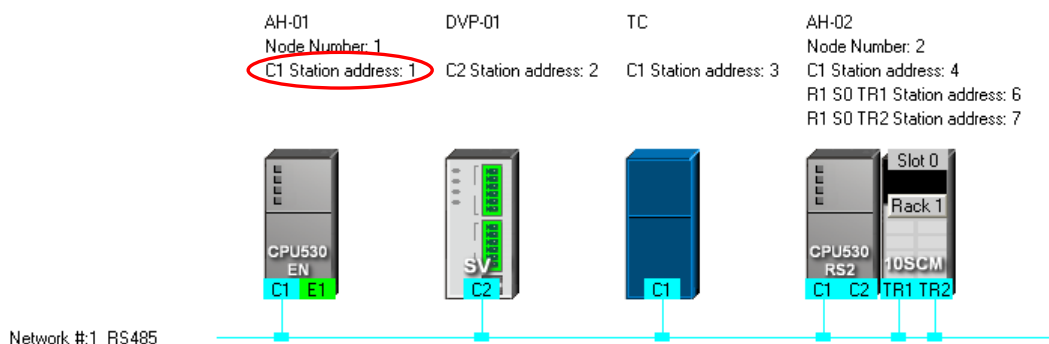 AH-01
Node Number: 1
C1 Station address: 1
DVP-01
C2 Station address: 2
TC
C1 Station address: 3
AH-02
Node Number: 2
C1 Station address: 4
R1 S0 TR1 Station address: 6
R1 S0 TR2 Station address: 7
CPU530
EN
C1 E1
SV
C2
C1
CPU530
RS2
C1 C2
Slot 0
Rack 1
10SCM
TR1 TR2
Network #:1 RS485